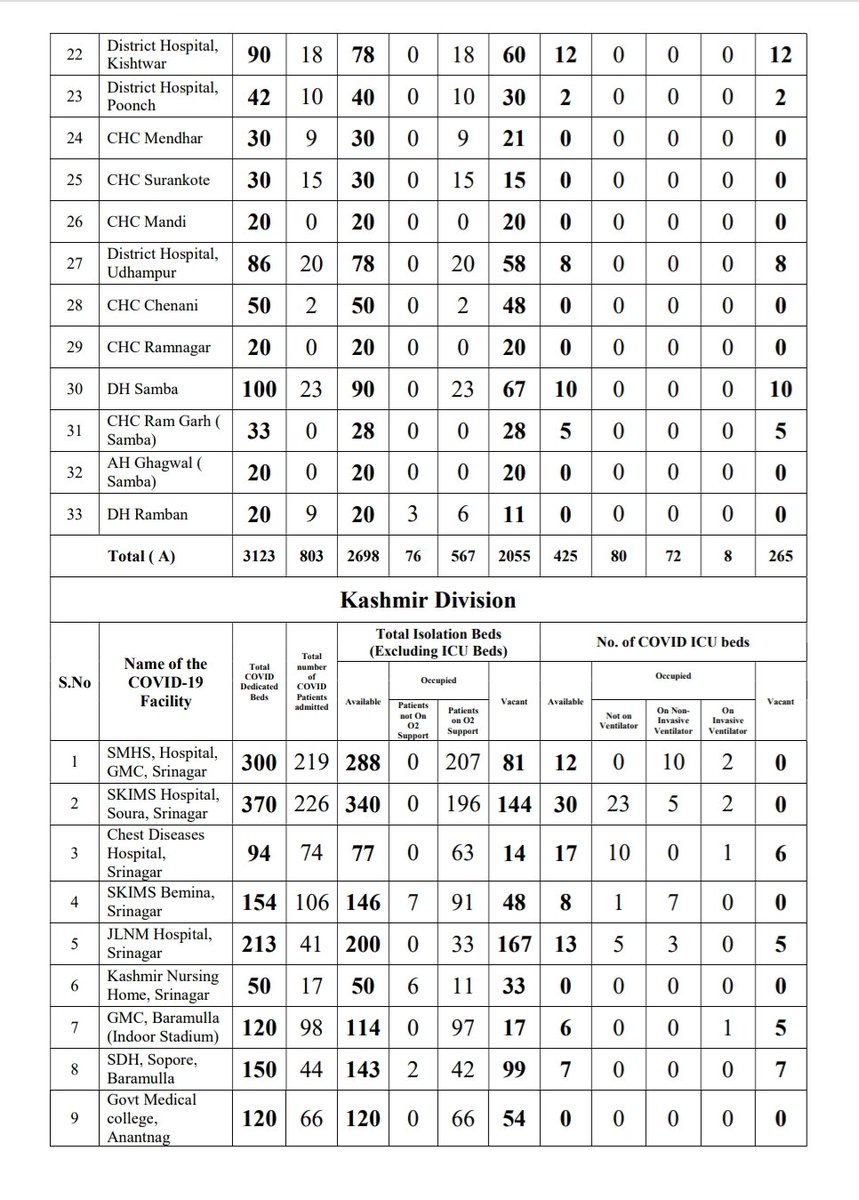 22 District Hospital, Kishtwar 90 18 78 0 18 60 12 0 0 0 12
23 District Hospital, Poonch 42 10 40 0 10 30 2 0 0 0 2
24 CHC Mendhar 30 9 30 0 9 21 0 0 0 0 0
25 CHC Surankote 30 15 30 0 15 15 0 0 0 0 0
26 CHC Mandi 20 0 20 0 0 20 0 0 0 0 0
27 District Hospital, Udhampur 86 20 78 0 20 58 8 0 0 0 8
28 CHC Chenani 50 2 50 0 2 48 0 0 0 0 0
29 CHC Ramnagar 20 0 20 0 0 20 0 0 0 0 0
30 DH Samba 100 23 90 0 23 67 10 0 0 0 10
31 CHC Ram Garh ( Samba) 33 0 28 0 0 28 5 0 0 0 5
32 AH Ghagwal ( Samba) 20 0 20 0 0 20 0 0 0 0 0
33 DH Ramban 20 9 20 3 6 11 0 0 0 0 0
Total ( A) 3123 803 2698 76 567 2055 425 80 72 8 265
Kashmir Division
S.No
Name of the COVID-19 Facility
Total COVID Dedicated Beds
Total number of COVID Patients admitted
Total Isolation Beds (Excluding ICU Beds)
Available
Occupied
Patients not On O2 Support
Patients on O2 Support
Vacant
No. of COVID ICU beds
Available
Occupied
Not on Ventilator
On Non-Invasive Ventilator
On Invasive Ventilator
Vacant
1 SMHS, Hospital, GMC, Srinagar 300 219 288 0 207 81 12 0 10 2 0
2 SKIMS Hospital, Soura, Srinagar 370 226 340 0 196 144 30 23 5 2 0
3 Chest Diseases Hospital, Srinagar 94 74 77 0 63 14 17 10 0 1 6
4 SKIMS Bemina, Srinagar 154 106 146 7 91 48 8 1 7 0 0
5 JLNM Hospital, Srinagar 213 41 200 0 33 167 13 5 3 0 5
6 Kashmir Nursing Home, Srinagar 50 17 50 6 11 33 0 0 0 0 0
7 GMC, Baramulla (Indoor Stadium) 120 98 114 0 97 17 6 0 0 1 5
8 SDH, Sopore, Baramulla 150 44 143 2 42 99 7 0 0 0 7
9 Govt Medical college, Anantnag 120 66 120 0 66 54 0 0 0 0 0